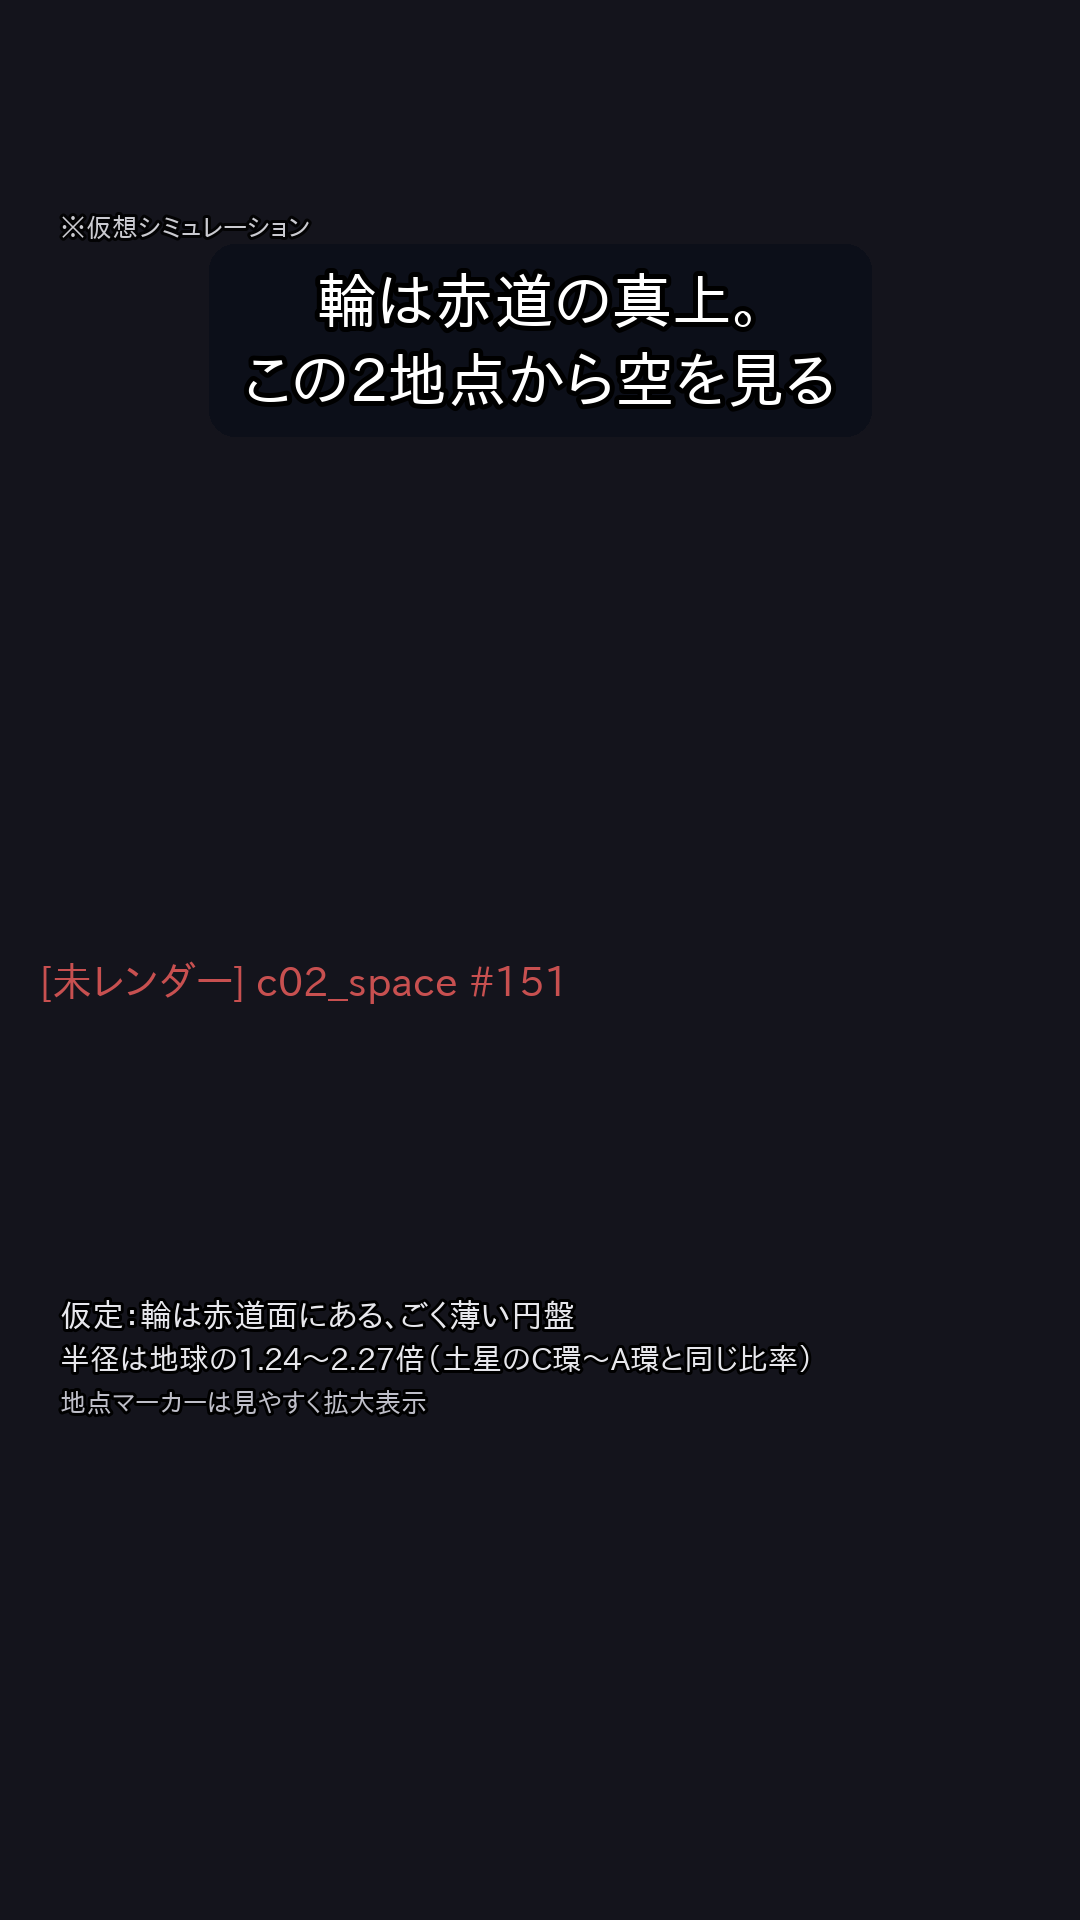 ※仮想シミュレーション
輪は赤道の真上。
この2地点から空を見る
[未レンダー] c02_space #151
仮定：輪は赤道面にある、ごく薄い円盤
半径は地球の1.24～2.27倍（土星のC環～A環と同じ比率）
地点マーカーは見やすく拡大表示